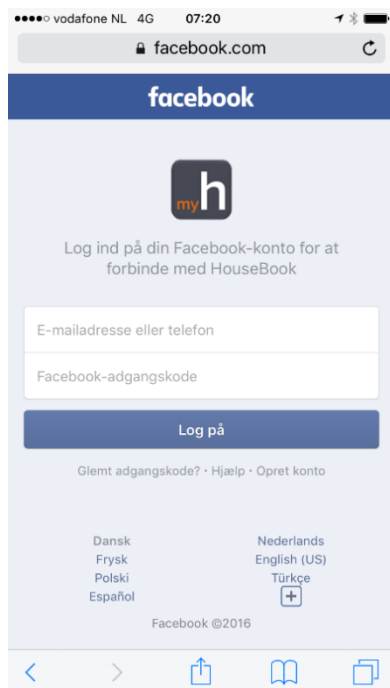 vodafone NL 4G 07:20
facebook.com
facebook
myh
Log ind på din Facebook-konto for at
forbinde med HouseBook
E-mailadresse eller telefon
Facebook-adgangskode
Log på
Glemt adgangskode? · Hjælp · Opret konto
Dansk Nederlands
Frysk English (US)
Polski Türkçe
Español
Facebook ©2016